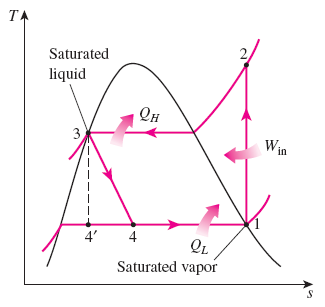 T
Saturated
liquid
2
Q_H
3
W_in
4′
4
1
Q_L
Saturated vapor
s